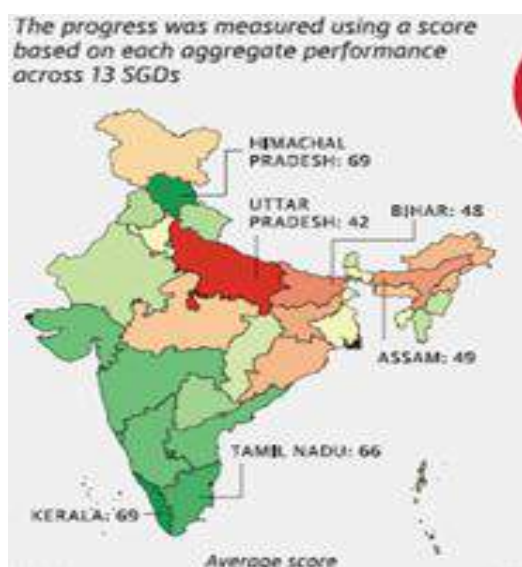 The progress was measured using a score
based on each aggregate performance
across 13 SGDs
HIMACHAL
PRADESH: 69
UTTAR
PRADESH: 42
BIHAR: 48
ASSAM: 49
TAMIL NADU: 66
KERALA: 69
Average score